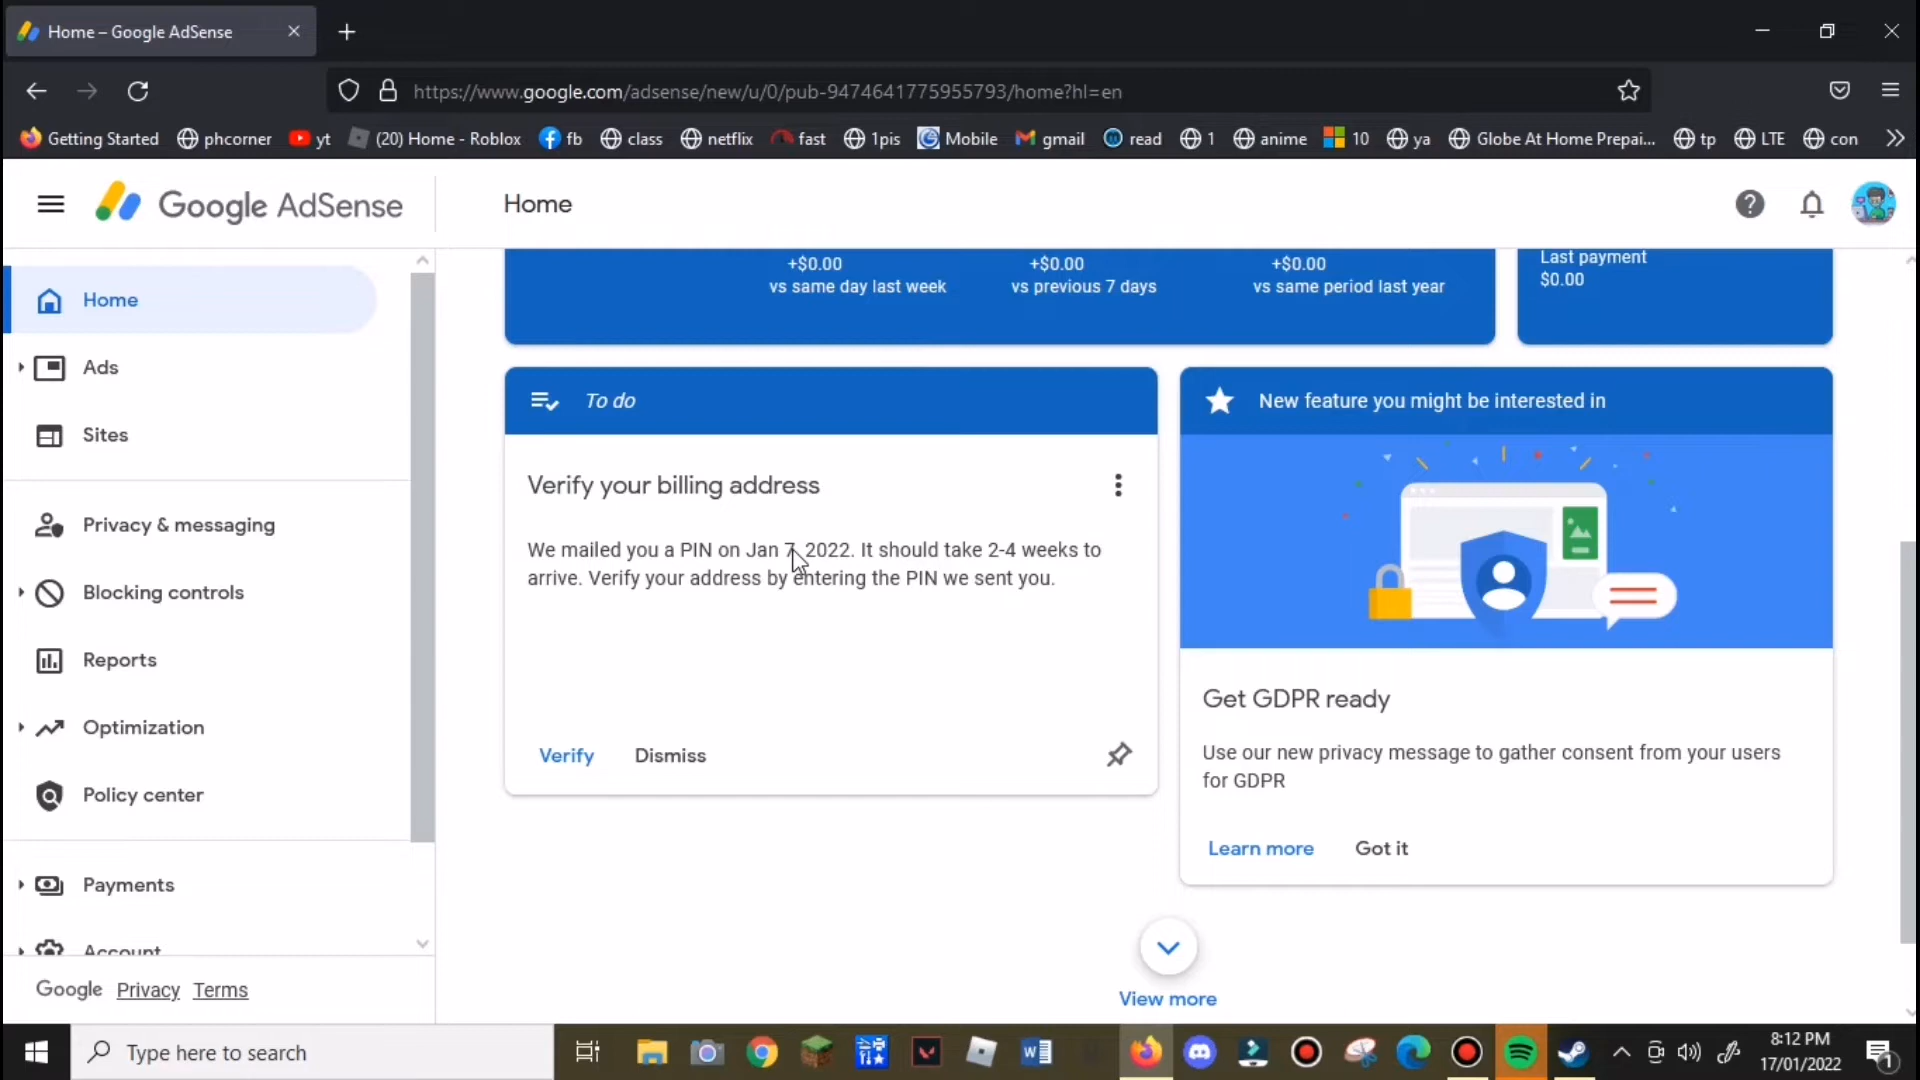 Home – Google AdSense
https://www.google.com/adsense/new/u/0/pub-9474641775955793/home?hl=en
Getting Started phcorner yt (20) Home - Roblox fb class netflix fast 1pis Mobile gmail read 1 anime 10 ya Globe At Home Prepai... tp LTE con
Google AdSense
Home
Home
Ads
Sites
Privacy & messaging
Blocking controls
Reports
Optimization
Policy center
Payments
Account
Google Privacy Terms
+$0.00
vs same day last week
+$0.00
vs previous 7 days
+$0.00
vs same period last year
Last payment
$0.00
To do
Verify your billing address
We mailed you a PIN on Jan 7, 2022. It should take 2-4 weeks to
arrive. Verify your address by entering the PIN we sent you.
Verify Dismiss
New feature you might be interested in
Get GDPR ready
Use our new privacy message to gather consent from your users
for GDPR
Learn more Got it
View more
Type here to search
8:12 PM
17/01/2022
1